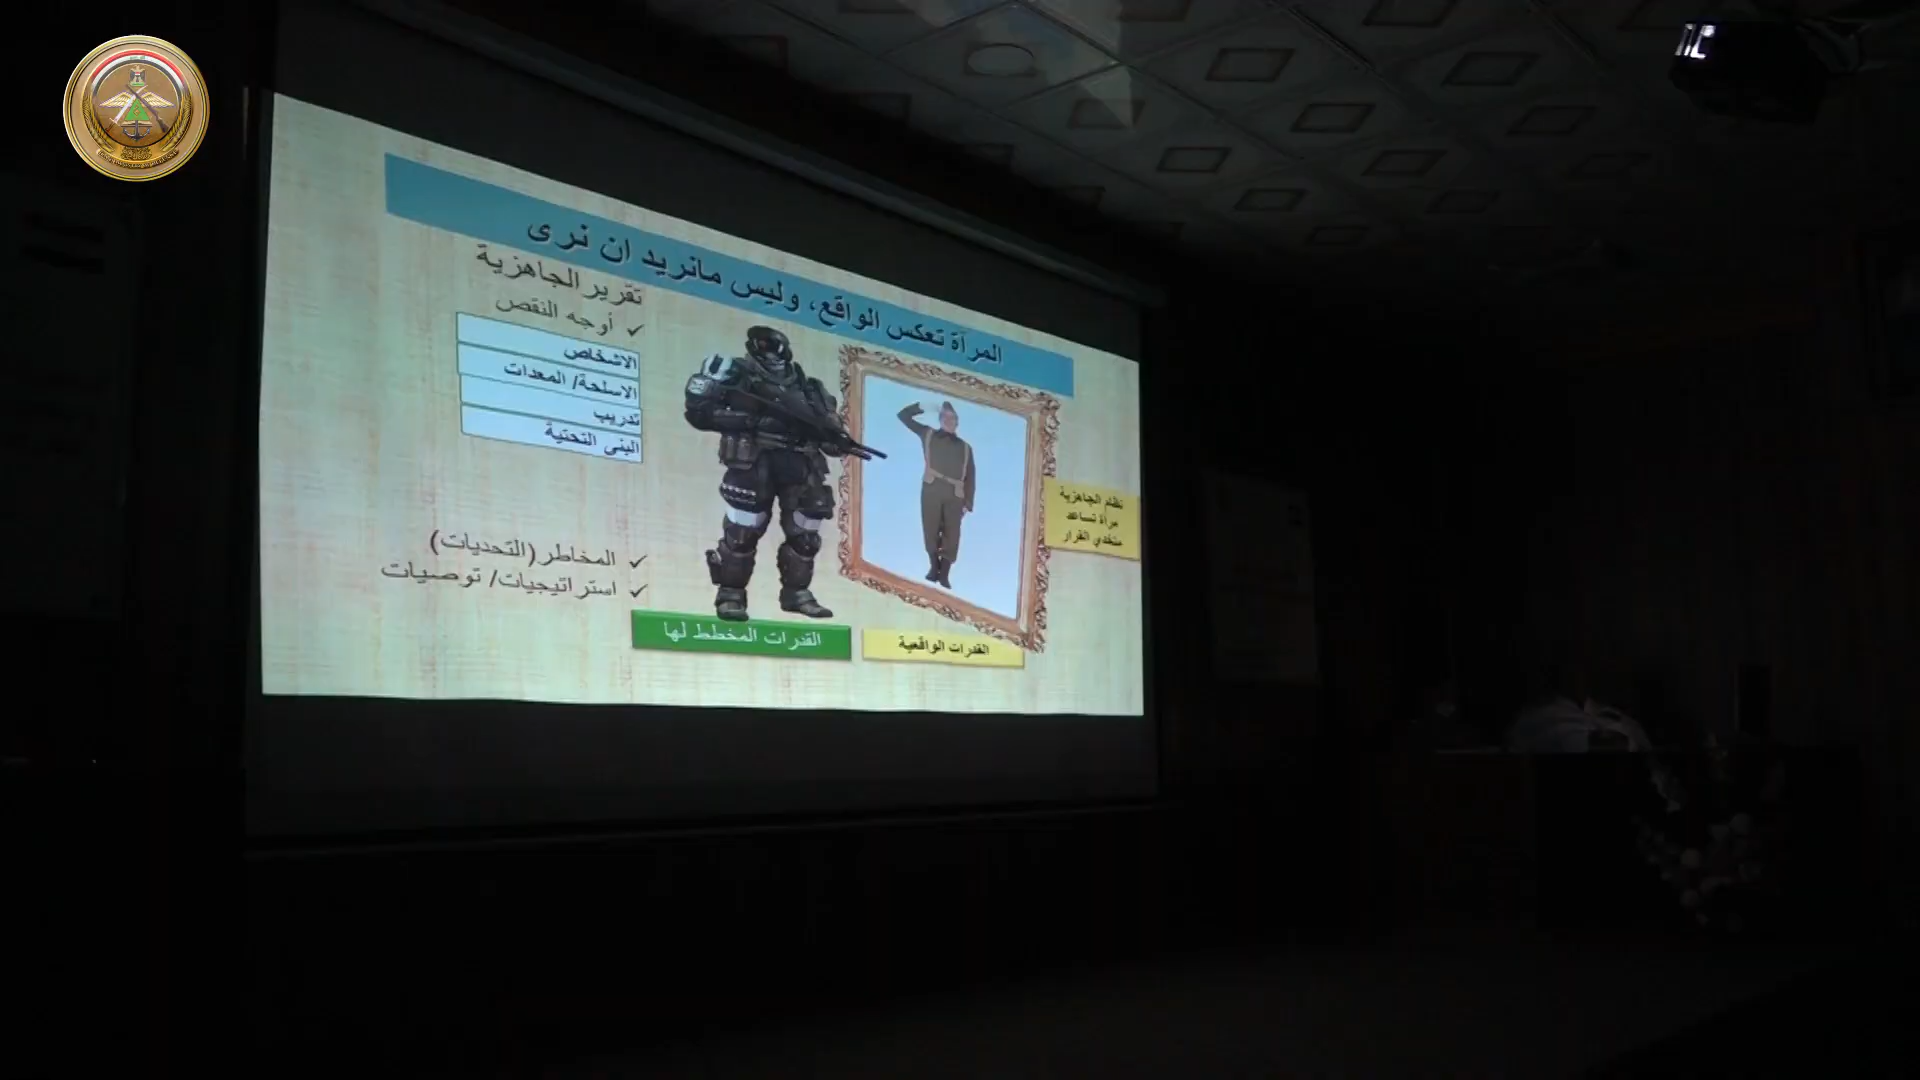 المرآة تعكس الواقع، وليس مانريد ان نرى
تقرير الجاهزية
✓ أوجه النقص
الاشخاص
الاسلحة/ المعدات
تدريب
البنى التحتية
✓ المخاطر (التحديات)
✓ استراتيجيات/ توصيات
نظام الجاهزية
مرآة تساعد
متخذي القرار
القدرات المخطط لها
القدرات الواقعية